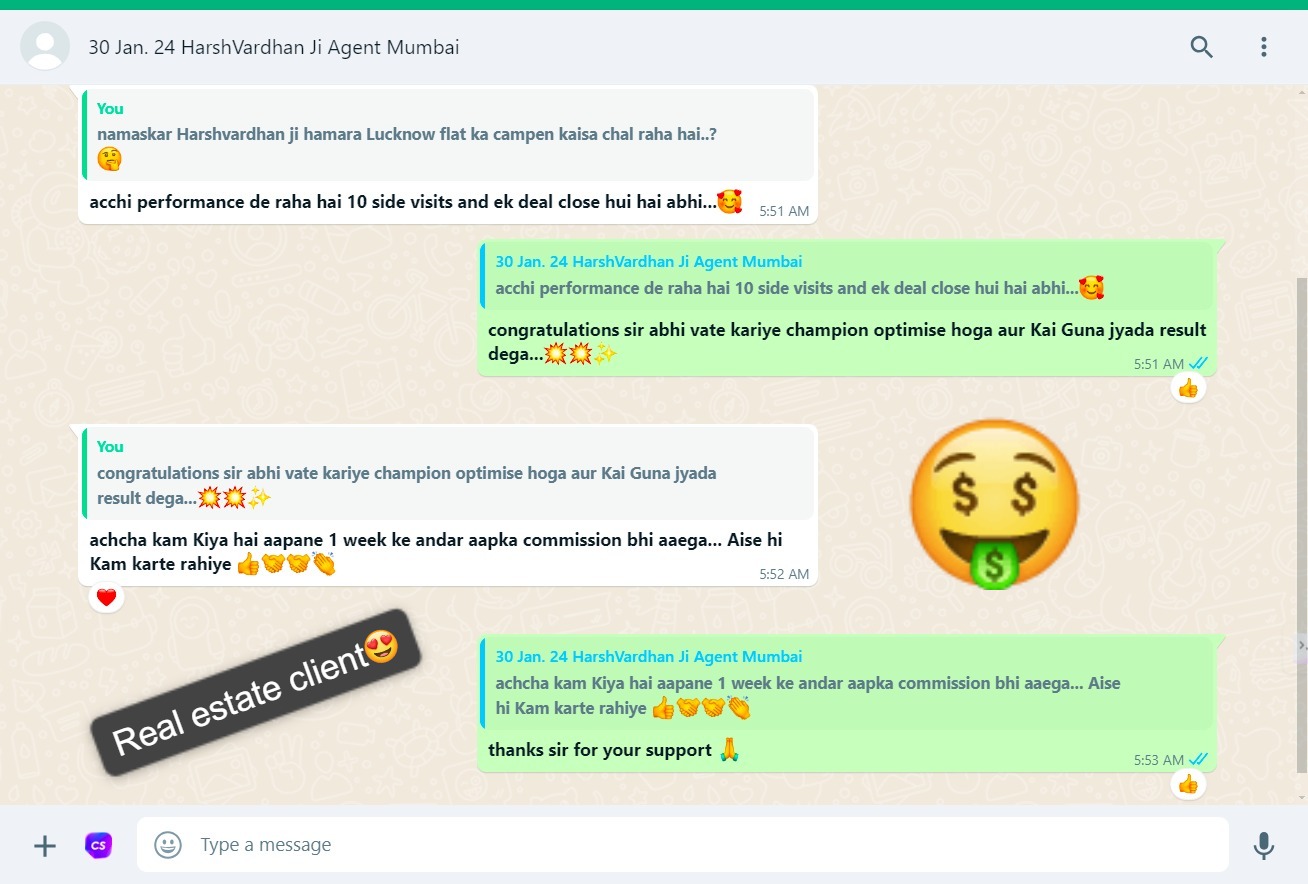 30 Jan. 24 HarshVardhan Ji Agent Mumbai
You
namaskar Harshvardhan ji hamara Lucknow flat ka campen kaisa chal raha hai..?
🤔
acchi performance de raha hai 10 side visits and ek deal close hui hai abhi...🥰
5:51 AM
30 Jan. 24 HarshVardhan Ji Agent Mumbai
acchi performance de raha hai 10 side visits and ek deal close hui hai abhi...🥰
congratulations sir abhi vate kariye champion optimise hoga aur Kai Guna jyada result
dega...💥💥✨
5:51 AM
👍
You
congratulations sir abhi vate kariye champion optimise hoga aur Kai Guna jyada
result dega...💥💥✨
achcha kam Kiya hai aapane 1 week ke andar aapka commission bhi aaega... Aise hi
Kam karte rahiye 👍🤝🤝👏
5:52 AM
❤️
🤑
Real estate client😍
30 Jan. 24 HarshVardhan Ji Agent Mumbai
achcha kam Kiya hai aapane 1 week ke andar aapka commission bhi aaega... Aise
hi Kam karte rahiye 👍🤝🤝👏
thanks sir for your support 🙏
5:53 AM
👍
CS
Type a message